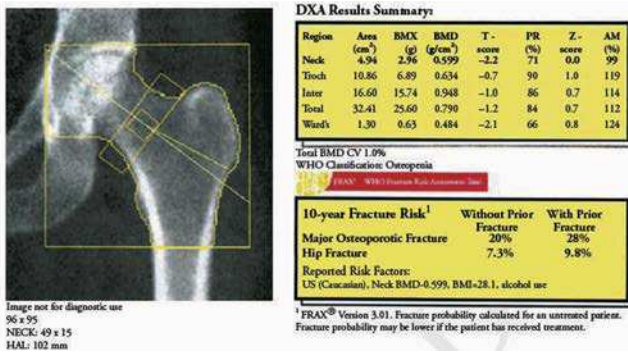 DXA Results Summary:
Region Area BMX BMD T - PR Z - AM
(cm²) (g) (g/cm²) score (%) score (%)
Neck 4.94 2.96 0.599 −2.2 71 0.0 99
Troch 10.86 6.89 0.634 −0.7 90 1.0 119
Inter 16.60 15.74 0.948 −1.0 86 0.7 114
Total 32.41 25.60 0.790 −1.2 84 0.7 112
Ward's 1.30 0.63 0.484 −2.1 66 0.8 124
Total BMD CV 1.0%
WHO Classification: Osteopenia
FRAX® WHO Fracture Risk Assessment Tool
10-year Fracture Risk¹ Without Prior With Prior
Fracture Fracture
Major Osteoporotic Fracture 20% 28%
Hip Fracture 7.3% 9.8%
Reported Risk Factors:
US (Caucasian), Neck BMD-0.599, BMI=28.1, alcohol use
¹ FRAX® Version 3.01. Fracture probability calculated for an untreated patient.
Fracture probability may be lower if the patient has received treatment.
Image not for diagnostic use
96 x 95
NECK: 49 x 15
HAL: 102 mm